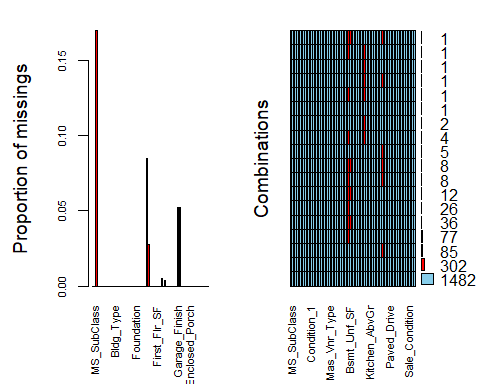 Proportion of missings
0.00
0.05
0.10
0.15
MS_SubClass
Bldg_Type
Foundation
First_Flr_SF
Garage_Finish
Enclosed_Porch
Combinations
MS_SubClass
Condition_1
Mas_Vnr_Type
Bsmt_Unf_SF
Kitchen_AbvGr
Paved_Drive
Sale_Condition
1
1
1
1
1
1
2
4
5
8
8
12
26
36
77
85
302
1482